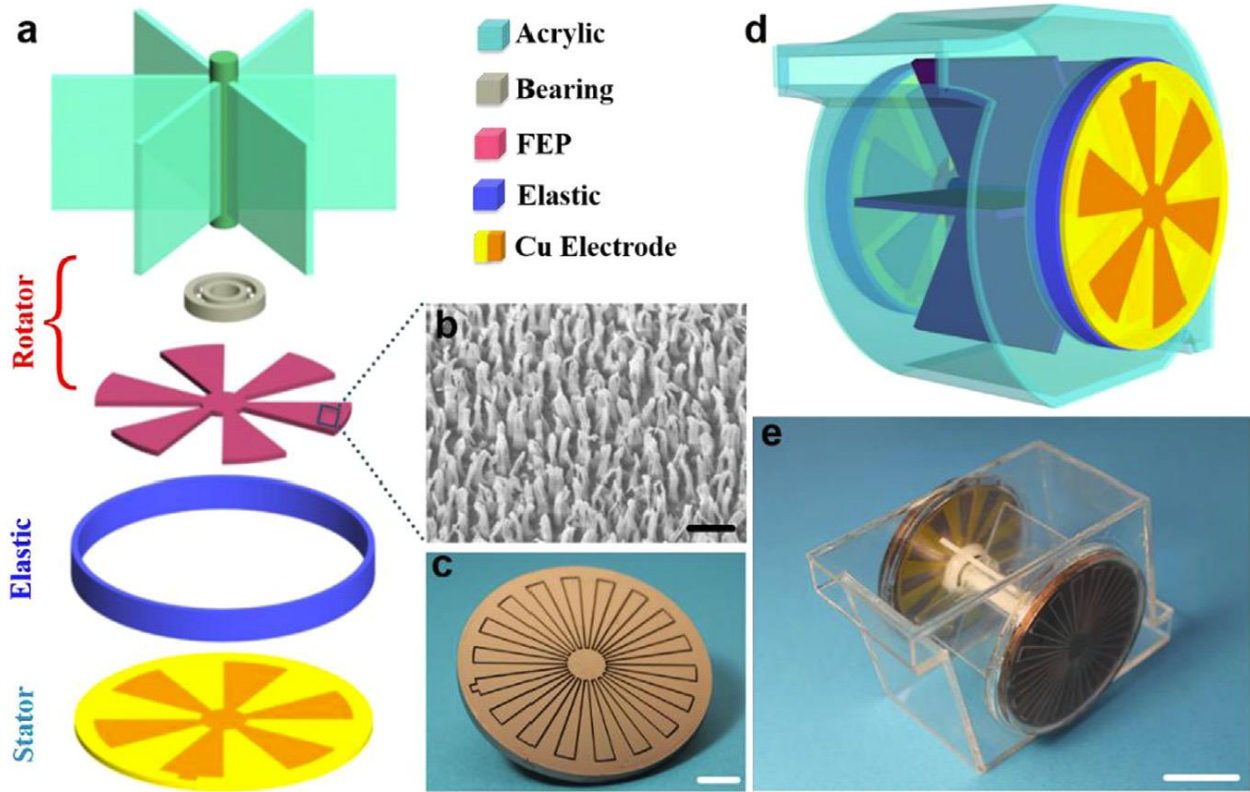 a
Acrylic
Bearing
FEP
Elastic
Cu Electrode
d
Rotator
b
Elastic
c
e
Stator